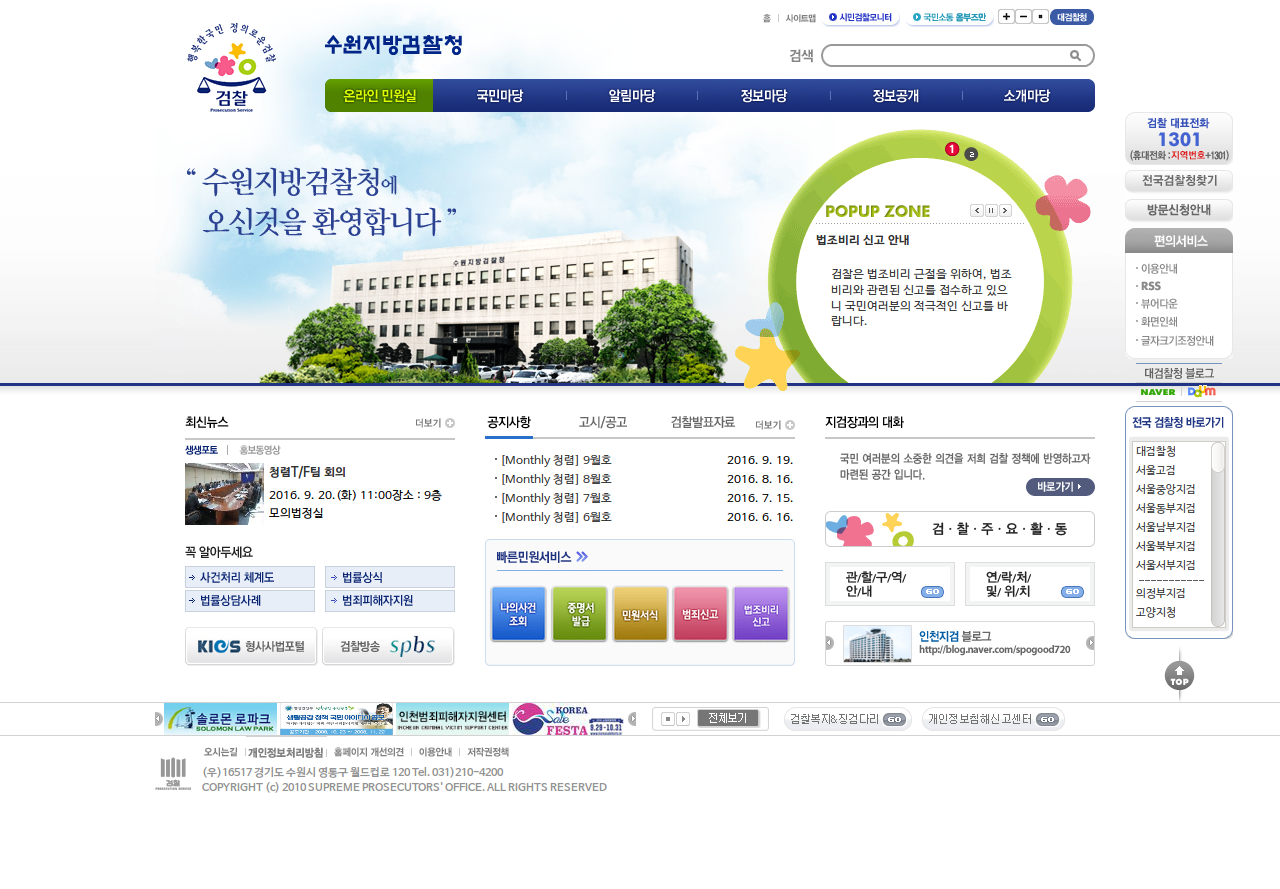 홈
사이트맵
시민검찰모니터
국민소통 옴부즈만
대검찰청
행복한국민 정의로운검찰
검찰
Prosecution Service
수원지방검찰청
검색
온라인 민원실
국민마당
알림마당
정보마당
정보공개
소개마당
“ 수원지방검찰청에
오신것을 환영합니다 ”
수원지방검찰청
1
2
POPUP ZONE
법조비리 신고 안내
검찰은 법조비리 근절을 위하여, 법조
비리와 관련된 신고를 접수하고 있으
니 국민여러분의 적극적인 신고를 바
랍니다.
검찰 대표전화
1301
(휴대전화 :지역번호+1301)
전국검찰청찾기
방문신청안내
편의서비스
· 이용안내
· RSS
· 뷰어다운
· 화면인쇄
· 글자크기조정안내
대검찰청 블로그
NAVER
Daum
전국 검찰청 바로가기
대검찰청
서울고검
서울중앙지검
서울동부지검
서울남부지검
서울북부지검
서울서부지검
-----------
의정부지검
고양지청
TOP
최신뉴스
더보기
생생포토
홍보동영상
청렴T/F팀 회의
2016. 9. 20.(화) 11:00장소 : 9층
모의법정실
꼭 알아두세요
사건처리 체계도
법률상식
법률상담사례
범죄피해자지원
KICS 형사사법포털
검찰방송 spbs
공지사항
고시/공고
검찰발표자료
더보기
· [Monthly 청렴] 9월호 2016. 9. 19.
· [Monthly 청렴] 8월호 2016. 8. 16.
· [Monthly 청렴] 7월호 2016. 7. 15.
· [Monthly 청렴] 6월호 2016. 6. 16.
빠른민원서비스
나의사건
조회
증명서
발급
민원서식
범죄신고
법조비리
신고
지검장과의 대화
국민 여러분의 소중한 의견을 저희 검찰 정책에 반영하고자
마련된 공간 입니다.
바로가기
검·찰·주·요·활·동
관/할/구/역/
안/내
GO
연/락/처/
및/ 위/치
GO
인천지검 블로그
http://blog.naver.com/spogood720
솔로몬 로파크
SOLOMON LAW PARK
생활공감 정책 국민 아이디어 공모
인천범죄피해자지원센터
INCHEON CRIMINAL VICTIM SUPPORT CENTER
KOREA
Sale
FESTA
9.29-10.31
전체보기
검찰복지&직업다리 GO
개인정보침해신고센터 GO
오시는길
개인정보처리방침
홈페이지 개선의견
이용안내
저작권정책
검찰
PROSECUTION SERVICE
(우)16517 경기도 수원시 영통구 월드컵로 120 Tel. 031)210-4200
COPYRIGHT (c) 2010 SUPREME PROSECUTORS' OFFICE. ALL RIGHTS RESERVED